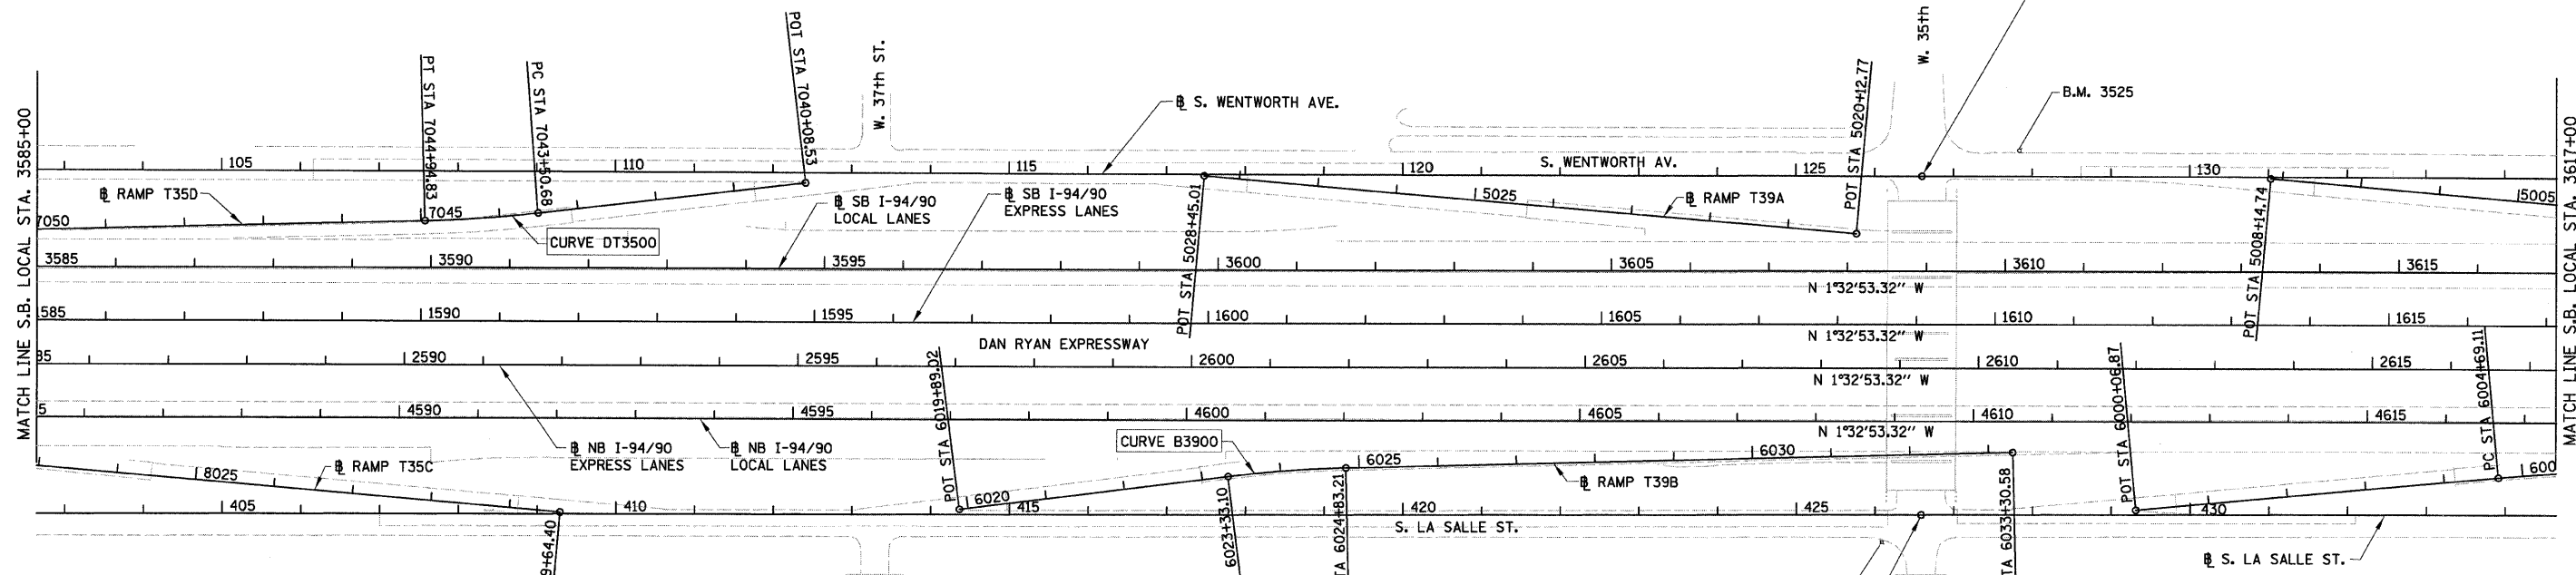 MATCH LINE S.B. LOCAL STA. 3585+00
PT STA 7044+94.83
PC STA 7043+50.68
POT STA 7040+08.53
W. 37th ST.
℄ S. WENTWORTH AVE.
POT STA 5020+12.77
W. 35th
B.M. 3525
MATCH LINE S.B. LOCAL STA. 3617+00
105
110
115
120
S. WENTWORTH AV.
125
130
℄ RAMP T35D
7050
7045
CURVE DT3500
℄ SB I-94/90
LOCAL LANES
℄ SB I-94/90
EXPRESS LANES
POT STA 5028+45.01
5025
℄ RAMP T39A
POT STA 5008+14.74
5005
3585
3590
3595
3600
3605
3610
3615
N 1°32'53.32" W
585
1590
1595
1600
1605
1610
1615
DAN RYAN EXPRESSWAY
N 1°32'53.32" W
35
2590
2595
2600
2605
2610
2615
N 1°32'53.32" W
5
4590
4595
4600
4605
4610
4615
N 1°32'53.32" W
℄ NB I-94/90
EXPRESS LANES
℄ NB I-94/90
LOCAL LANES
POT STA 6019+89.02
CURVE B3900
POT STA 6000+06.87
PC STA 6004+69.11
8025
℄ RAMP T35C
6020
6025
6030
℄ RAMP T39B
600
405
410
415
420
425
430
S. LA SALLE ST.
9+64.40
6023+33.10
TA 6024+83.21
TA 6033+30.58
℄ S. LA SALLE ST.